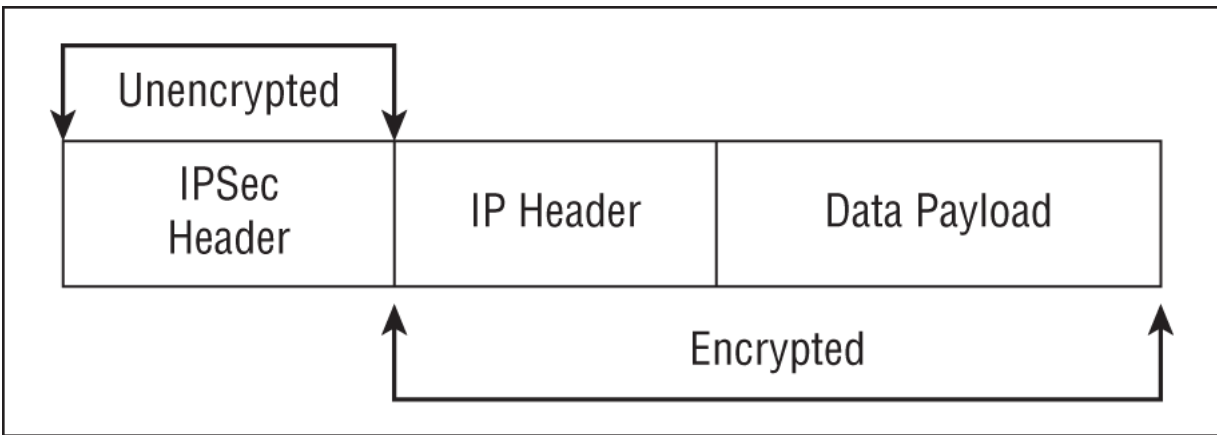 Unencrypted
IPSec
Header
IP Header
Data Payload
Encrypted